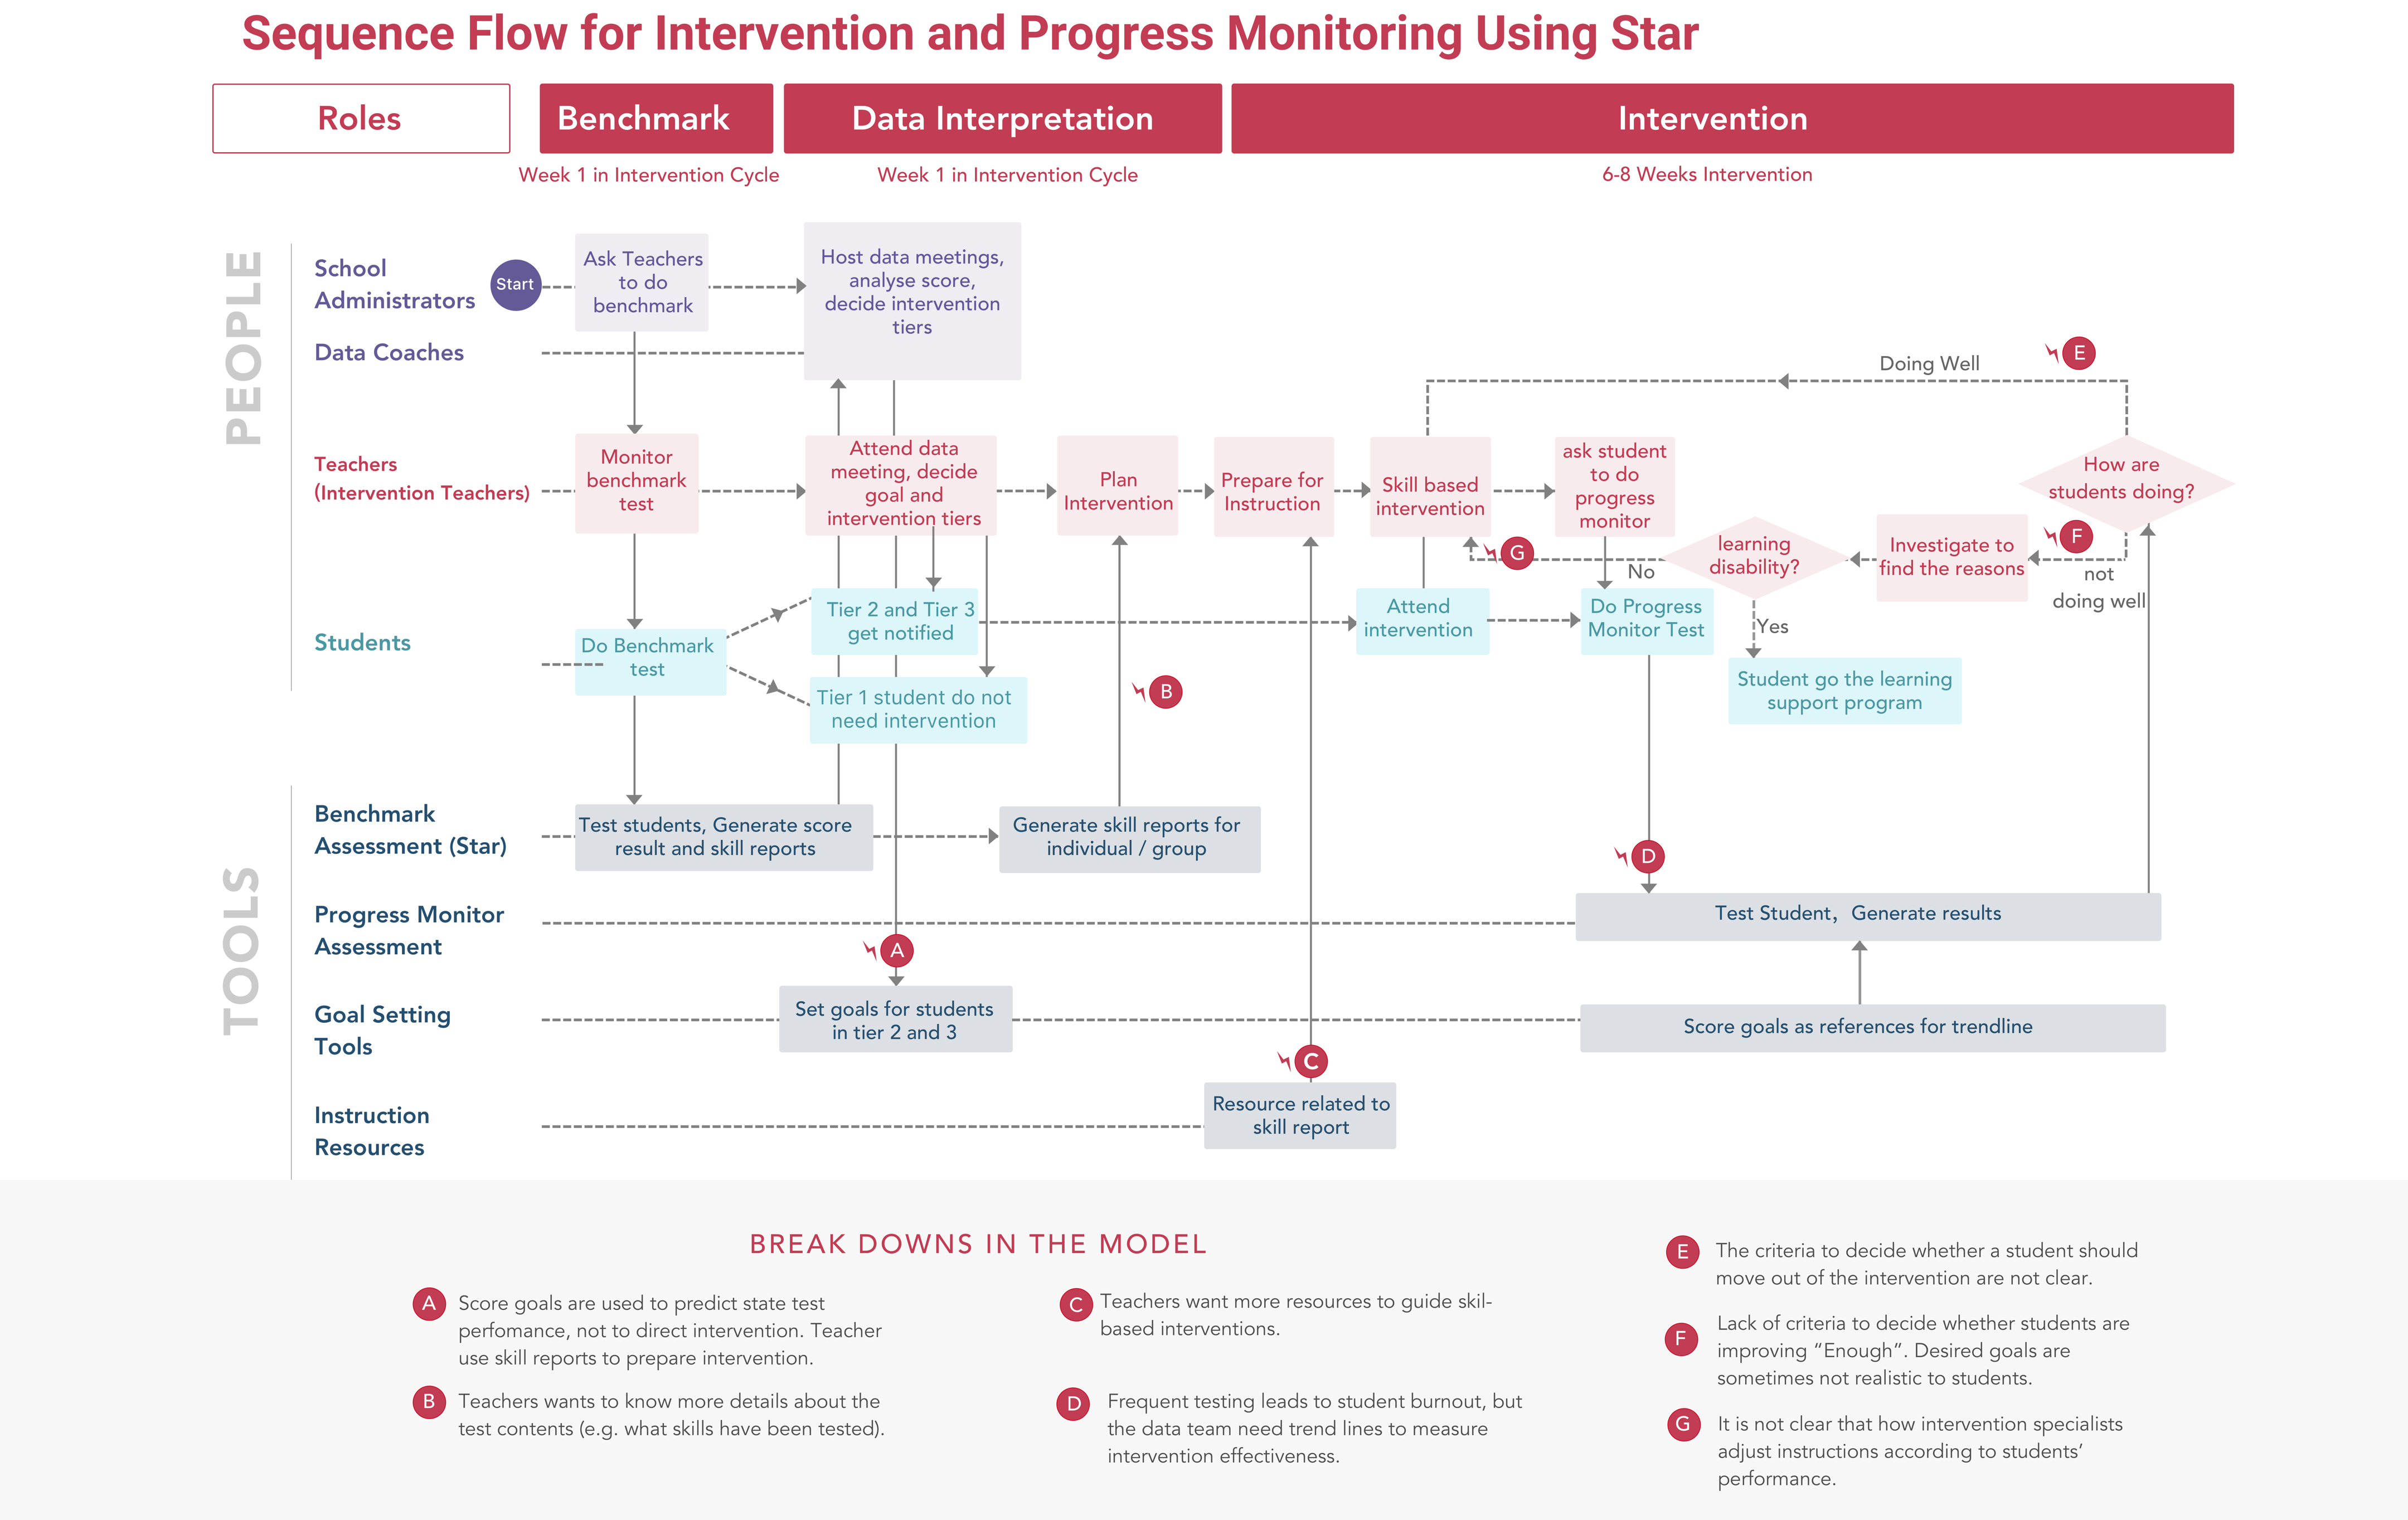 Sequence Flow for Intervention and Progress Monitoring Using Star
Roles
Benchmark
Data Interpretation
Intervention
Week 1 in Intervention Cycle
Week 1 in Intervention Cycle
6-8 Weeks Intervention
PEOPLE
School
Administrators
Start
Ask Teachers
to do
benchmark
Host data meetings,
analyse score,
decide intervention
tiers
Data Coaches
Doing Well
E
Teachers
(Intervention Teachers)
Monitor
benchmark
test
Attend data
meeting, decide
goal and
intervention tiers
Plan
Intervention
Prepare for
Instruction
Skill based
intervention
ask student
to do
progress
monitor
How are
students doing?
G
No
learning
disability?
Investigate to
find the reasons
F
not
doing well
Yes
Students
Do Benchmark
test
Tier 2 and Tier 3
get notified
Tier 1 student do not
need intervention
B
Attend
intervention
Do Progress
Monitor Test
Student go the learning
support program
TOOLS
Benchmark
Assessment (Star)
Test students, Generate score
result and skill reports
Generate skill reports for
individual / group
D
Progress Monitor
Assessment
A
Test Student, Generate results
Goal Setting
Tools
Set goals for students
in tier 2 and 3
Score goals as references for trendline
C
Instruction
Resources
Resource related to
skill report
BREAK DOWNS IN THE MODEL
A
Score goals are used to predict state test
perfomance, not to direct intervention. Teacher
use skill reports to prepare intervention.
B
Teachers wants to know more details about the
test contents (e.g. what skills have been tested).
C
Teachers want more resources to guide skil-
based interventions.
D
Frequent testing leads to student burnout, but
the data team need trend lines to measure
intervention effectiveness.
E
The criteria to decide whether a student should
move out of the intervention are not clear.
F
Lack of criteria to decide whether students are
improving “Enough”. Desired goals are
sometimes not realistic to students.
G
It is not clear that how intervention specialists
adjust instructions according to students’
performance.